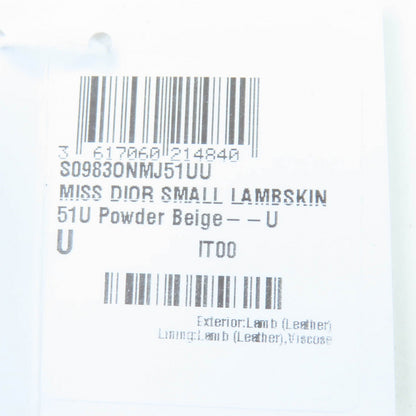 3 617060 214840
S0983ONMJ51UU
MISS DIOR SMALL LAMBSKIN
51U Powder Beige — — U
U IT00
Exterior:Lamb (Leather)
Lining:Lamb (Leather),Viscose